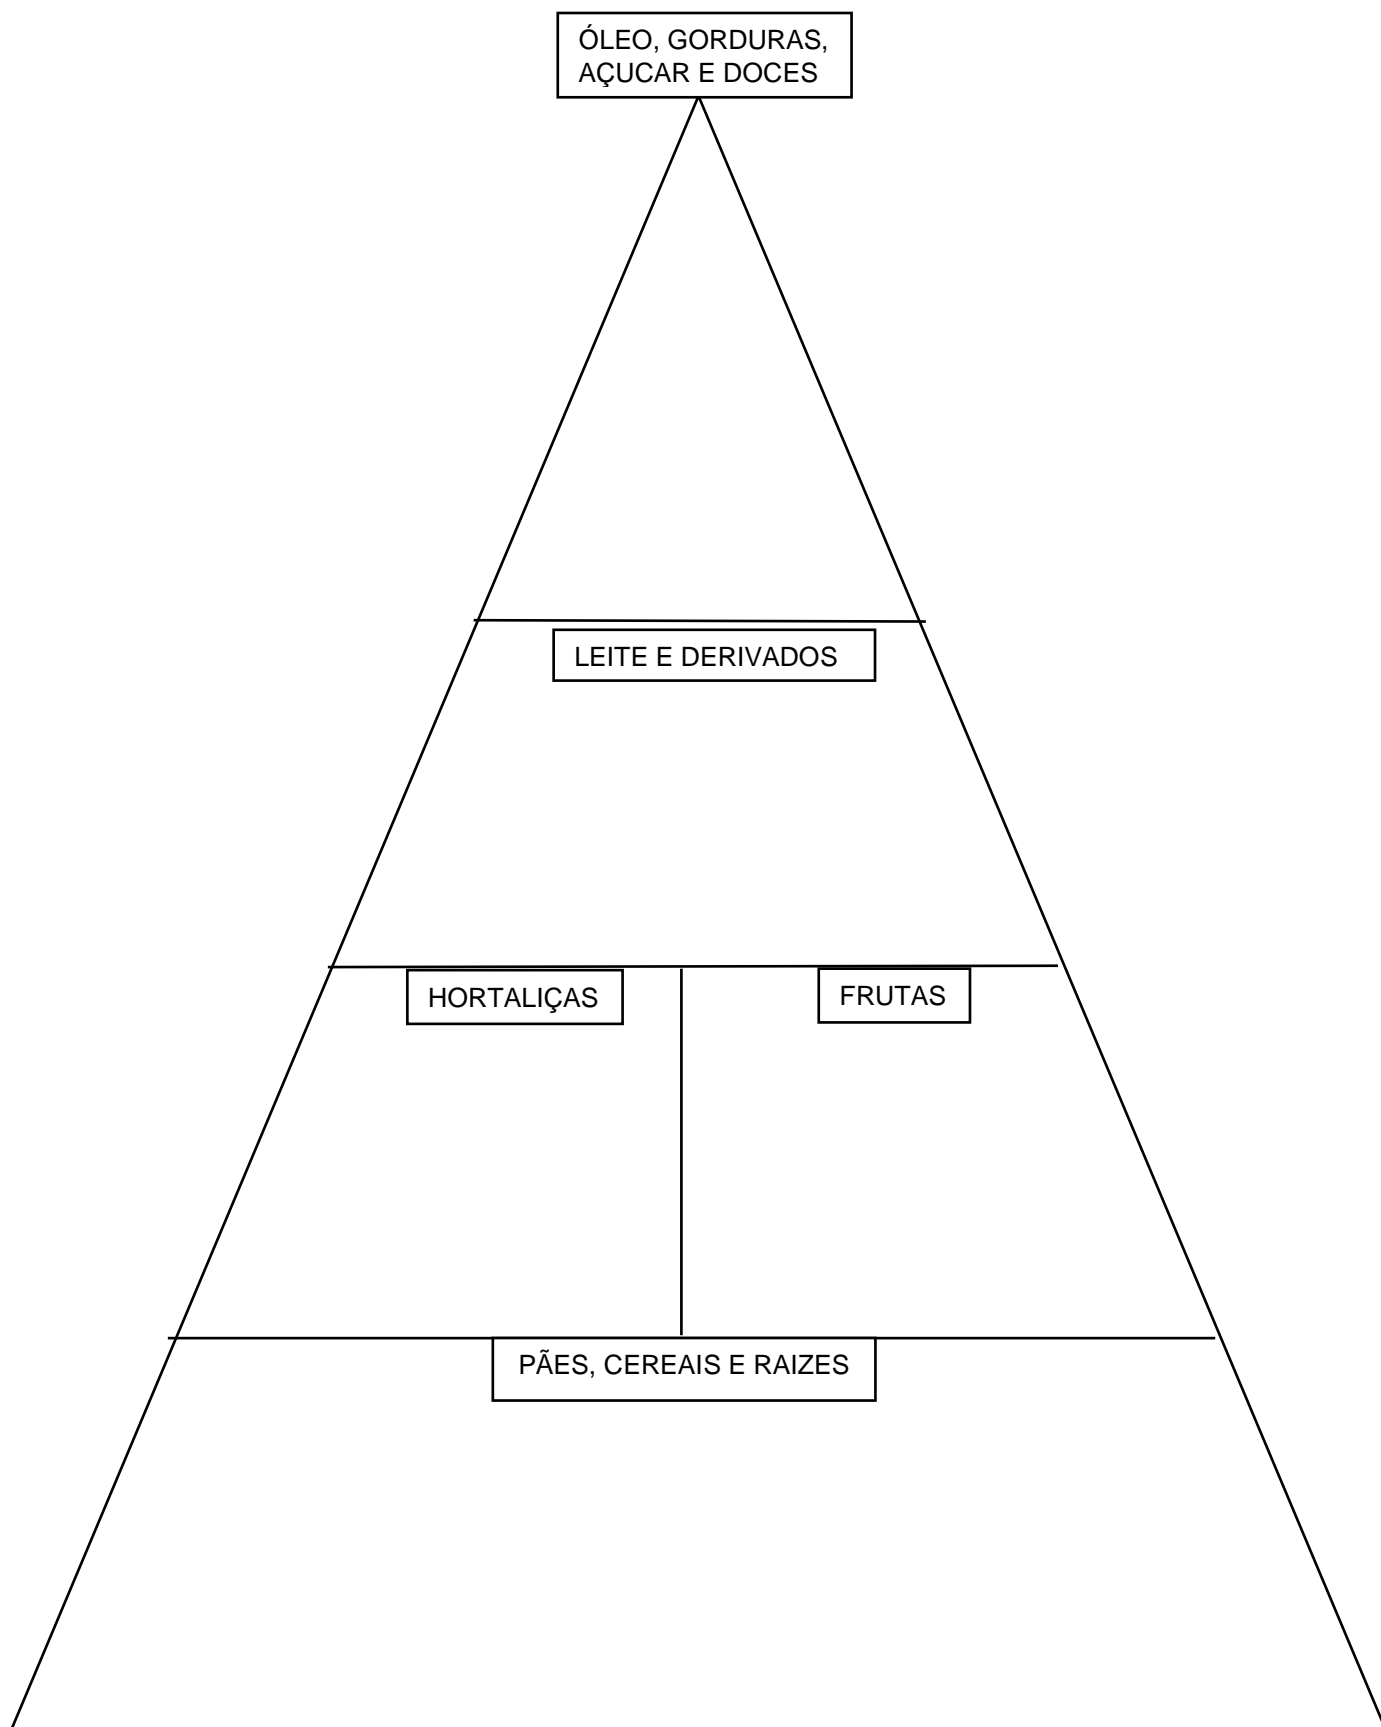 ÓLEO, GORDURAS,
AÇUCAR E DOCES
LEITE E DERIVADOS
HORTALIÇAS
FRUTAS
PÃES, CEREAIS E RAIZES